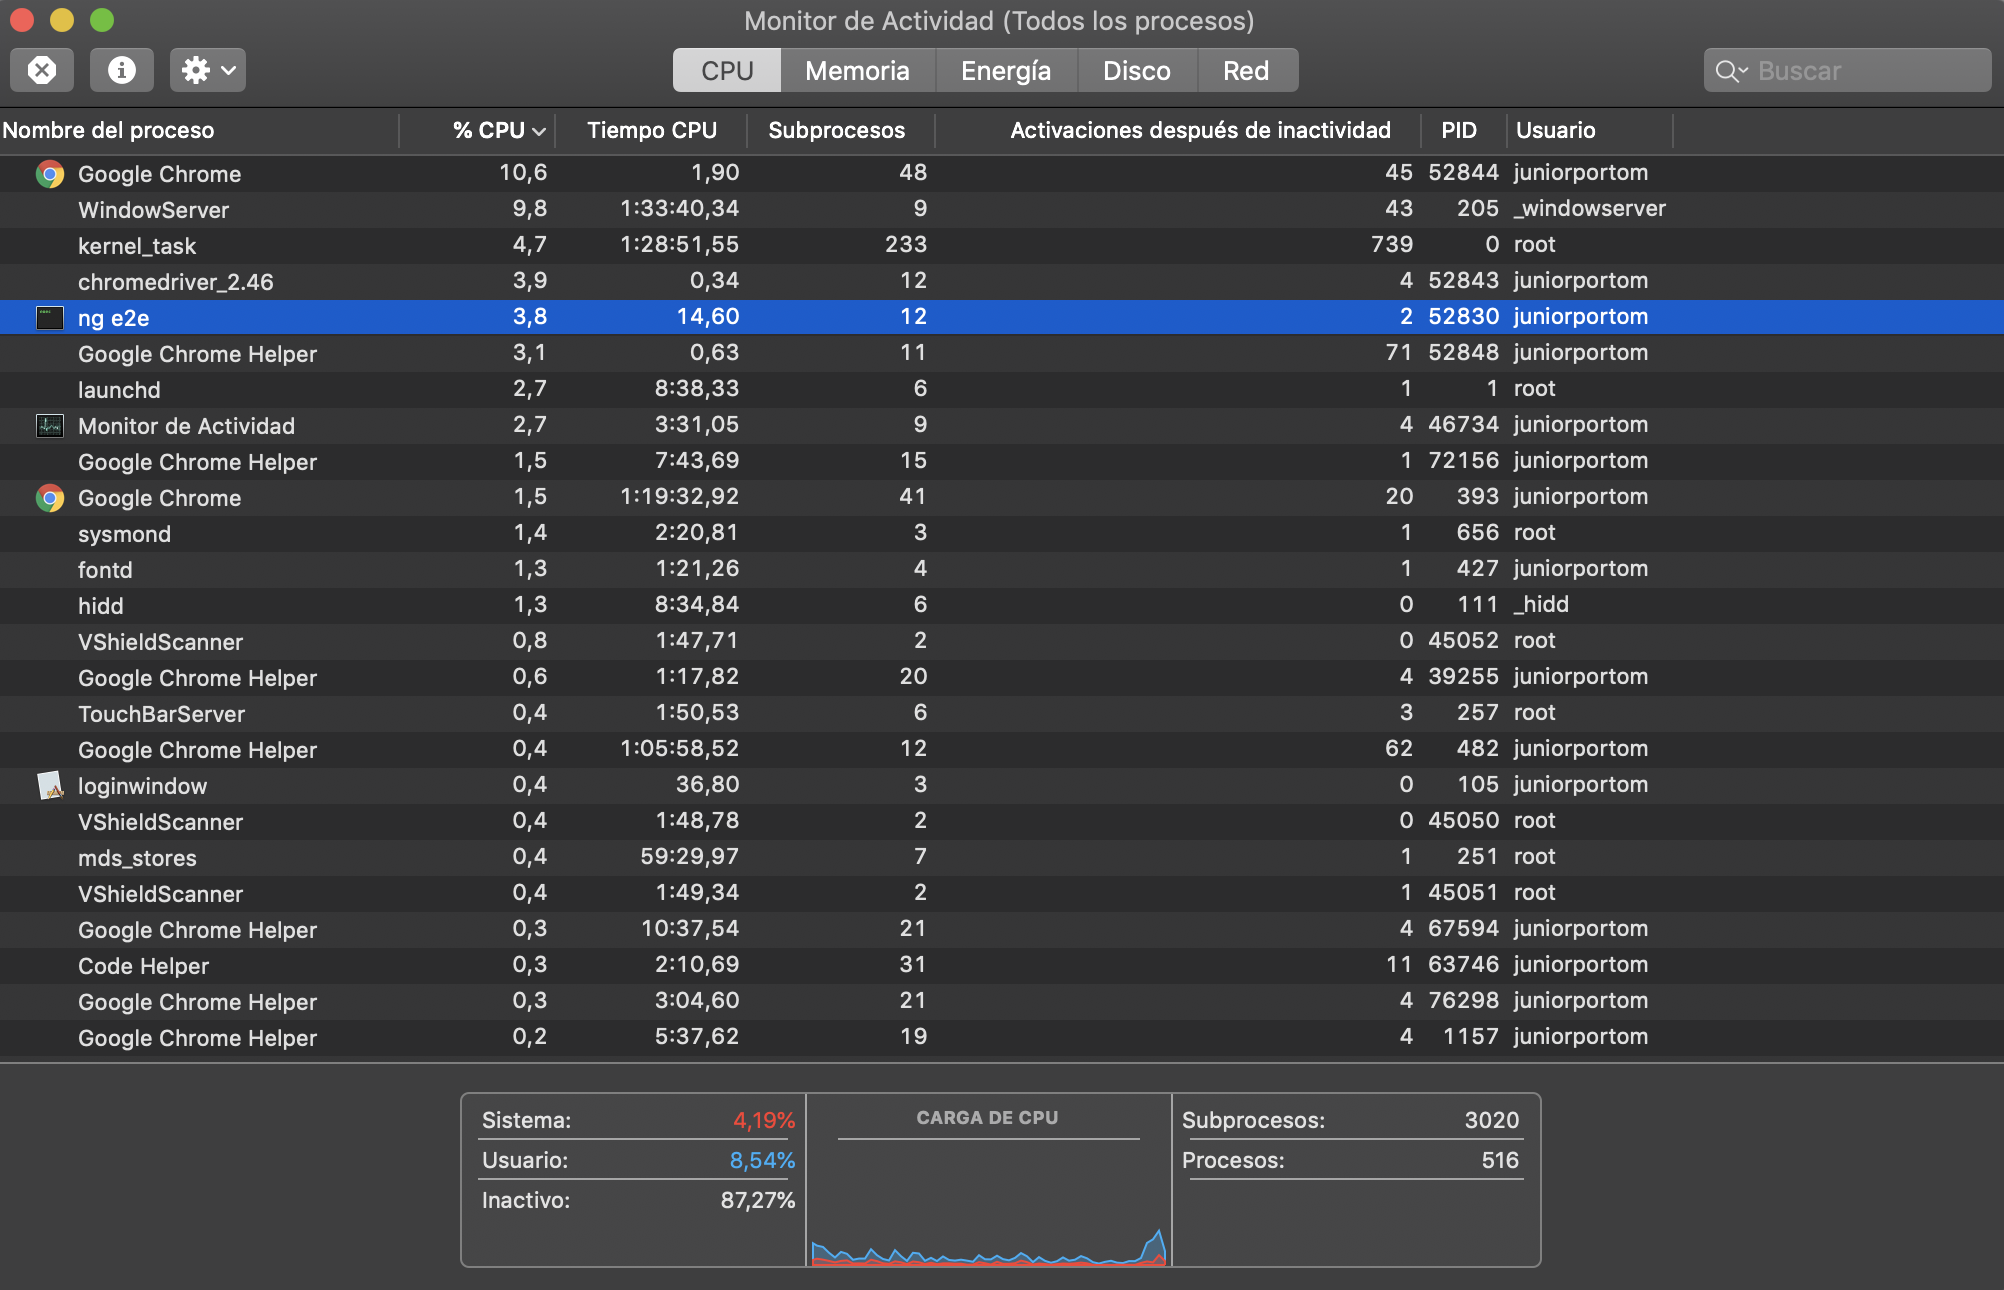 Monitor de Actividad (Todos los procesos)
CPU Memoria Energía Disco Red Buscar
Nombre del proceso % CPU Tiempo CPU Subprocesos Activaciones después de inactividad PID Usuario
Google Chrome 10,6 1,90 48 45 52844 juniorportom
WindowServer 9,8 1:33:40,34 9 43 205 _windowserver
kernel_task 4,7 1:28:51,55 233 739 0 root
chromedriver_2.46 3,9 0,34 12 4 52843 juniorportom
ng e2e 3,8 14,60 12 2 52830 juniorportom
Google Chrome Helper 3,1 0,63 11 71 52848 juniorportom
launchd 2,7 8:38,33 6 1 1 root
Monitor de Actividad 2,7 3:31,05 9 4 46734 juniorportom
Google Chrome Helper 1,5 7:43,69 15 1 72156 juniorportom
Google Chrome 1,5 1:19:32,92 41 20 393 juniorportom
sysmond 1,4 2:20,81 3 1 656 root
fontd 1,3 1:21,26 4 1 427 juniorportom
hidd 1,3 8:34,84 6 0 111 _hidd
VShieldScanner 0,8 1:47,71 2 0 45052 root
Google Chrome Helper 0,6 1:17,82 20 4 39255 juniorportom
TouchBarServer 0,4 1:50,53 6 3 257 root
Google Chrome Helper 0,4 1:05:58,52 12 62 482 juniorportom
loginwindow 0,4 36,80 3 0 105 juniorportom
VShieldScanner 0,4 1:48,78 2 0 45050 root
mds_stores 0,4 59:29,97 7 1 251 root
VShieldScanner 0,4 1:49,34 2 1 45051 root
Google Chrome Helper 0,3 10:37,54 21 4 67594 juniorportom
Code Helper 0,3 2:10,69 31 11 63746 juniorportom
Google Chrome Helper 0,3 3:04,60 21 4 76298 juniorportom
Google Chrome Helper 0,2 5:37,62 19 4 1157 juniorportom
Sistema: 4,19% CARGA DE CPU Subprocesos: 3020
Usuario: 8,54% Procesos: 516
Inactivo: 87,27%